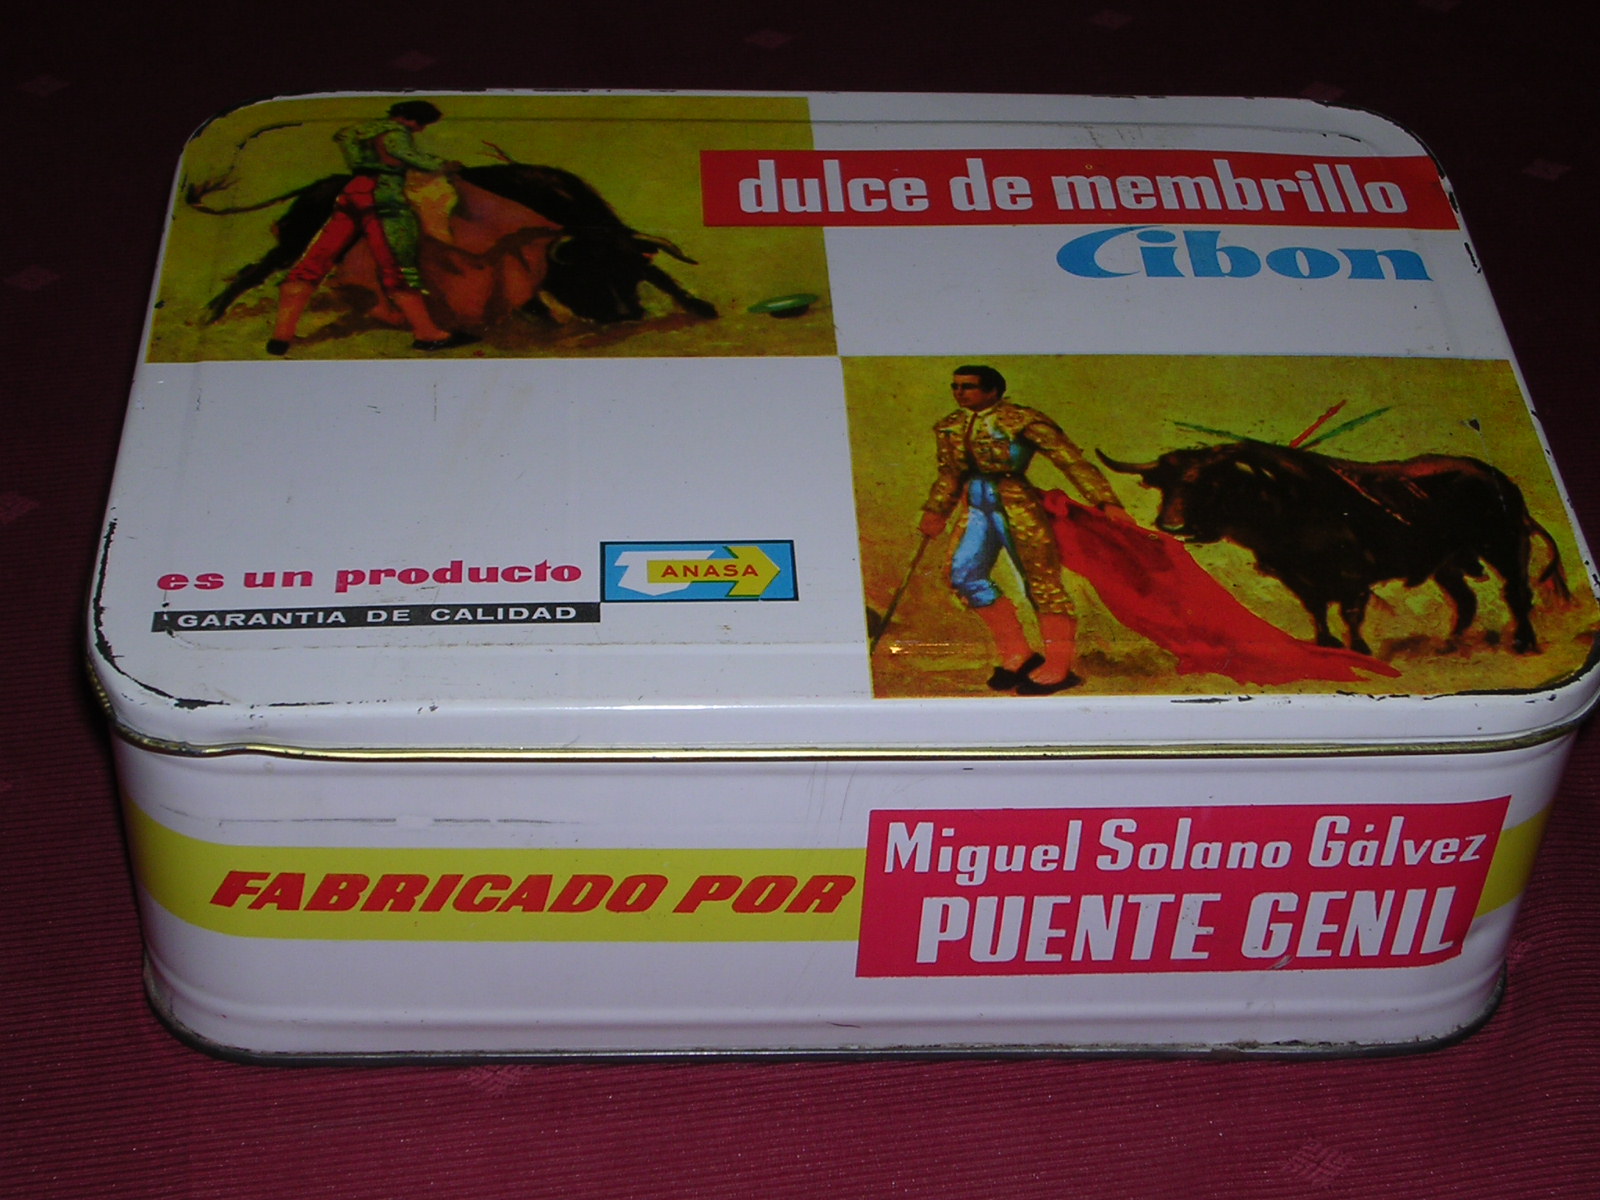 dulce de membrillo
Cibon
es un producto
ANASA
GARANTIA DE CALIDAD
FABRICADO POR
Miguel Solano Gálvez
PUENTE GENIL